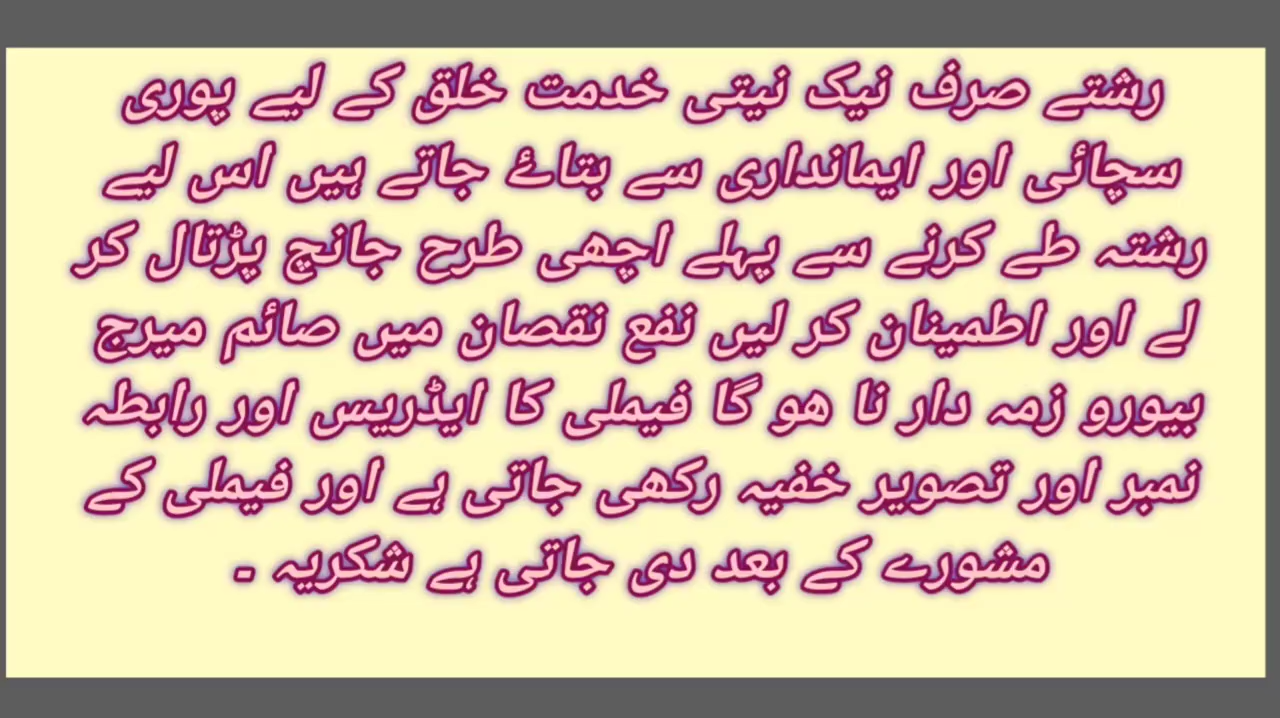 رشتے صرف نیک نیتی خدمت خلق کے لیے پوری
سچائی اور ایمانداری سے بتاۓ جاتے ہیں اس لیے
رشتہ طے کرنے سے پہلے اچھی طرح جانچ پڑتال کر
لے اور اطمینان کر لیں نفع نقصان میں صائم میرج
بیورو زمہ دار نا ھو گا فیملی کا ایڈریس اور رابطہ
نمبر اور تصویر خفیہ رکھی جاتی ہے اور فیملی کے
مشورے کے بعد دی جاتی ہے شکریہ ۔